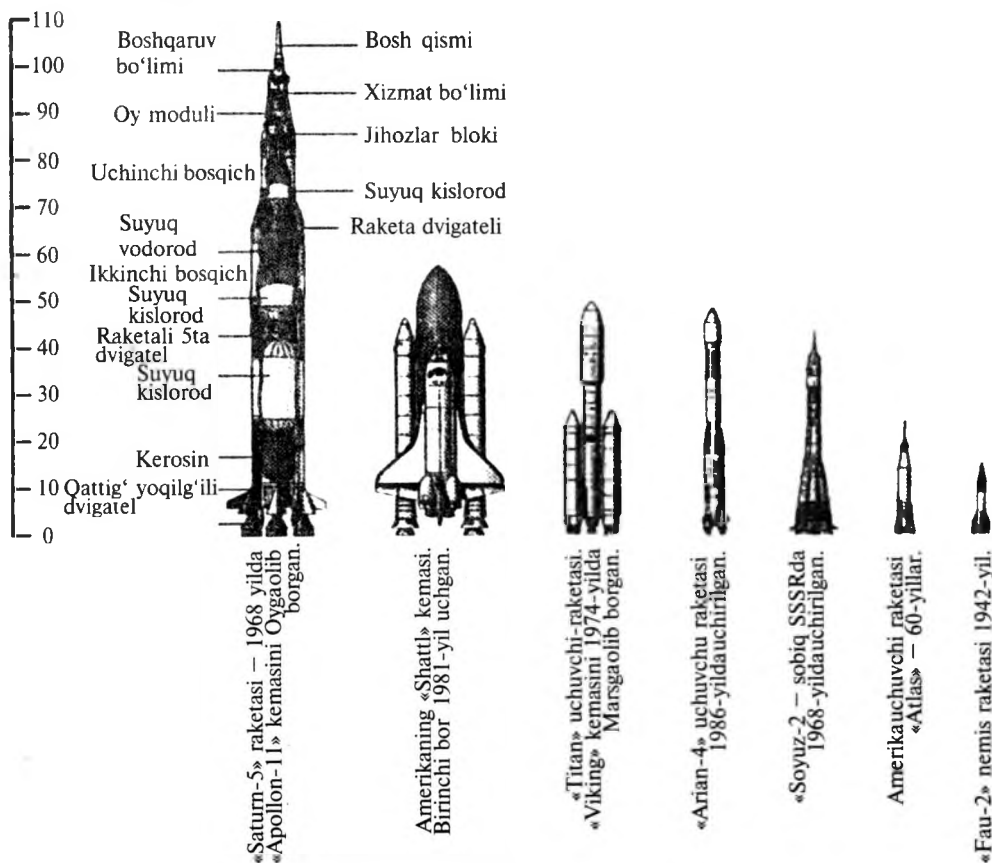 110
100
90
80
70
60
50
40
30
20
10
0
Boshqaruv
bo‘limi
Oy moduli
Uchinchi bosqich
Suyuq
vodorod
Ikkinchi bosqich
Suyuq
kislorod
Raketali 5ta
dvigatel
Suyuq
kislorod
Kerosin
Qattig‘ yoqilg‘ili
dvigatel
Bosh qismi
Xizmat bo‘limi
Jihozlar bloki
Suyuq kislorod
Raketa dvigateli
«Saturn-5» raketasi – 1968 yilda
«Apollon-11» kemasini Oygaolib
borgan.
Amerikaning «Shattl» kemasi.
Birinchi bor 1981-yil uchgan.
«Titan» uchuvchi-raketasi.
«Viking» kemasini 1974-yilda
Marsgaolib borgan.
«Arian-4» uchuvchu raketasi
1986-yildauchirilgan.
«Soyuz-2 – sobiq SSSRda
1968-yildauchirilgan.
Amerikauchuvchi raketasi
«Atlas» – 60-yillar.
«Fau-2» nemis raketasi 1942-yil.